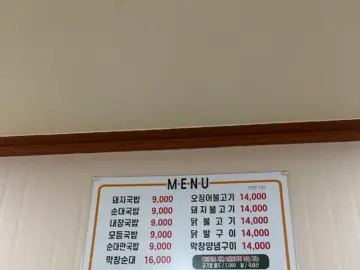 MENU
돼지국밥 9,000
순대국밥 9,000
내장국밥 9,000
모듬국밥 9,000
순대만국밥 9,000
막창순대 16,000
오징어불고기 14,000
돼지불고기 14,000
닭불고기 14,000
닭발구이 14,000
막창양념구이 14,000